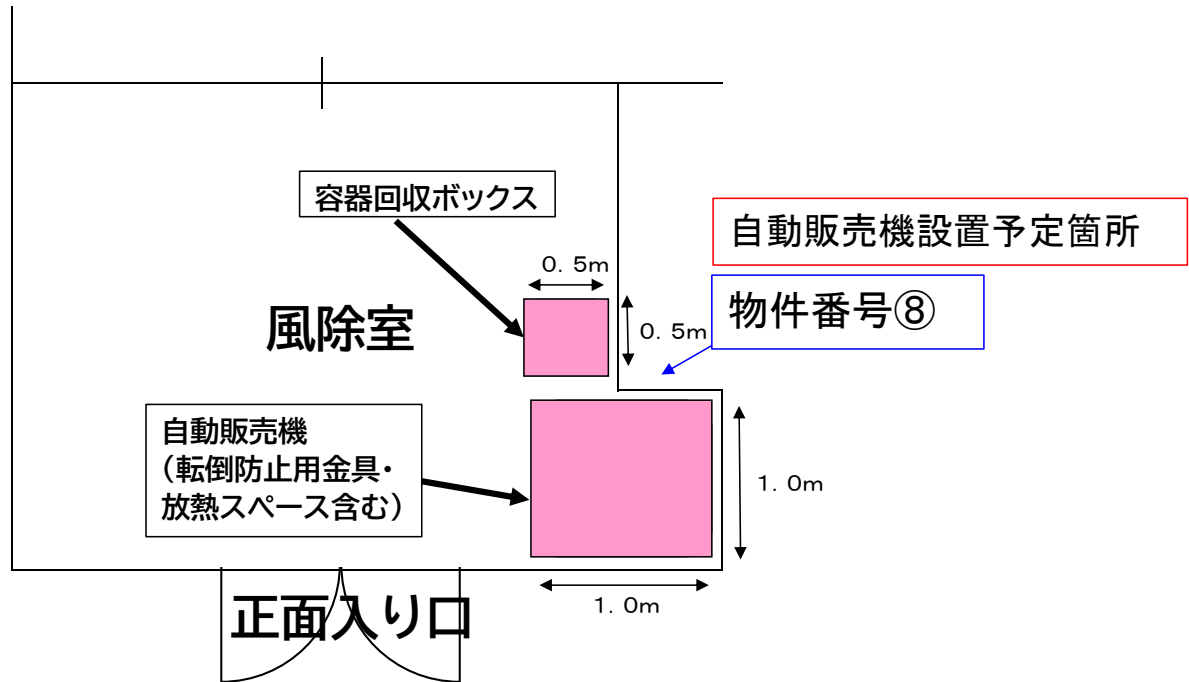 容器回収ボックス
自動販売機設置予定箇所
0.5m
物件番号⑧
風除室
0.5m
自動販売機
(転倒防止用金具・
放熱スペース含む)
1.0m
1.0m
正面入り口